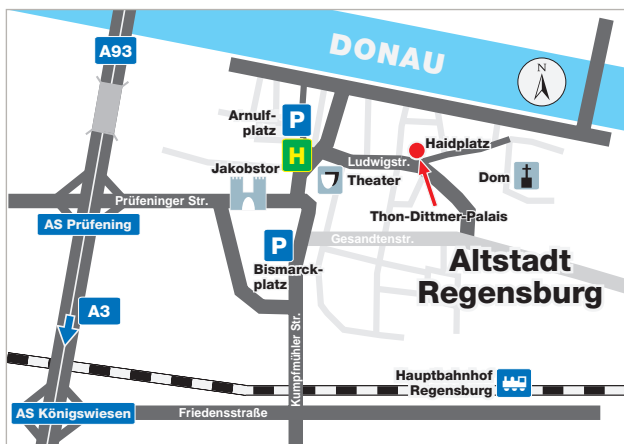 A93
DONAU
N
Arnulf-
platz
P
H
Haidplatz
Ludwigstr.
Jakobstor
Theater
Dom
Prüfeninger Str.
Thon-Dittmer-Palais
AS Prüfening
P
Gesandtenstr.
Bismarck-
platz
Altstadt
Regensburg
A3
Kumpfmühler Str.
Hauptbahnhof
Regensburg
AS Königswiesen
Friedensstraße